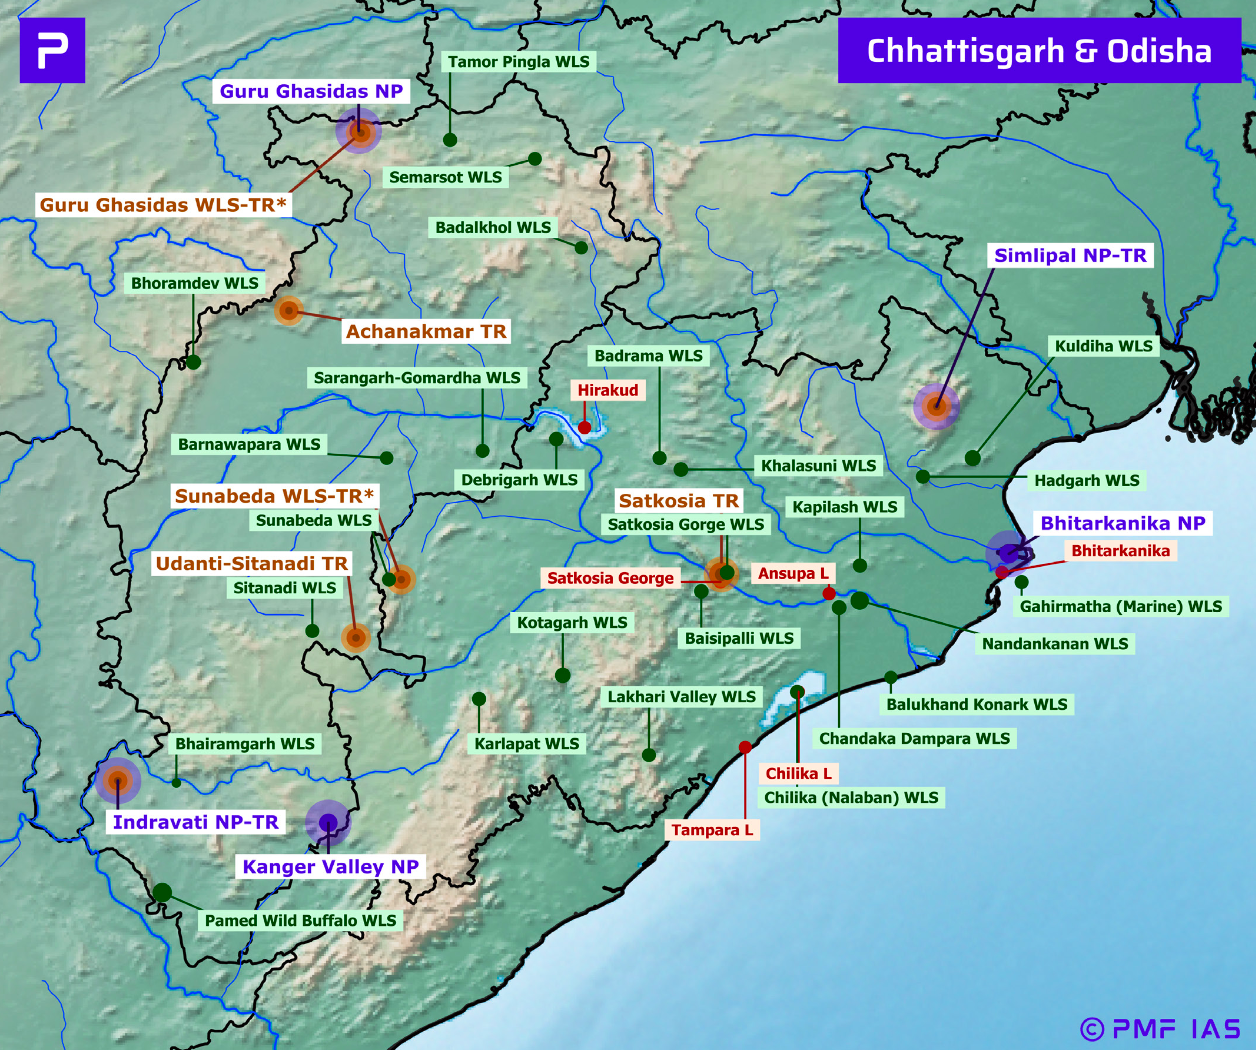 P
Chhattisgarh & Odisha
Tamor Pingla WLS
Guru Ghasidas NP
Semarsot WLS
Guru Ghasidas WLS-TR*
Badalkhol WLS
Simlipal NP-TR
Bhoramdev WLS
Achanakmar TR
Kuldiha WLS
Badrama WLS
Sarangarh-Gomardha WLS
Hirakud
Barnawapara WLS
Khalasuni WLS
Debrigarh WLS
Hadgarh WLS
Sunabeda WLS-TR*
Satkosia TR
Kapilash WLS
Sunabeda WLS
Satkosia Gorge WLS
Bhitarkanika NP
Bhitarkanika
Udanti-Sitanadi TR
Ansupa L
Satkosia George
Sitanadi WLS
Gahirmatha (Marine) WLS
Kotagarh WLS
Baisipalli WLS
Nandankanan WLS
Lakhari Valley WLS
Balukhand Konark WLS
Chandaka Dampara WLS
Bhairamgarh WLS
Karlapat WLS
Chilika L
Chilika (Nalaban) WLS
Indravati NP-TR
Tampara L
Kanger Valley NP
Pamed Wild Buffalo WLS
© PMF IAS